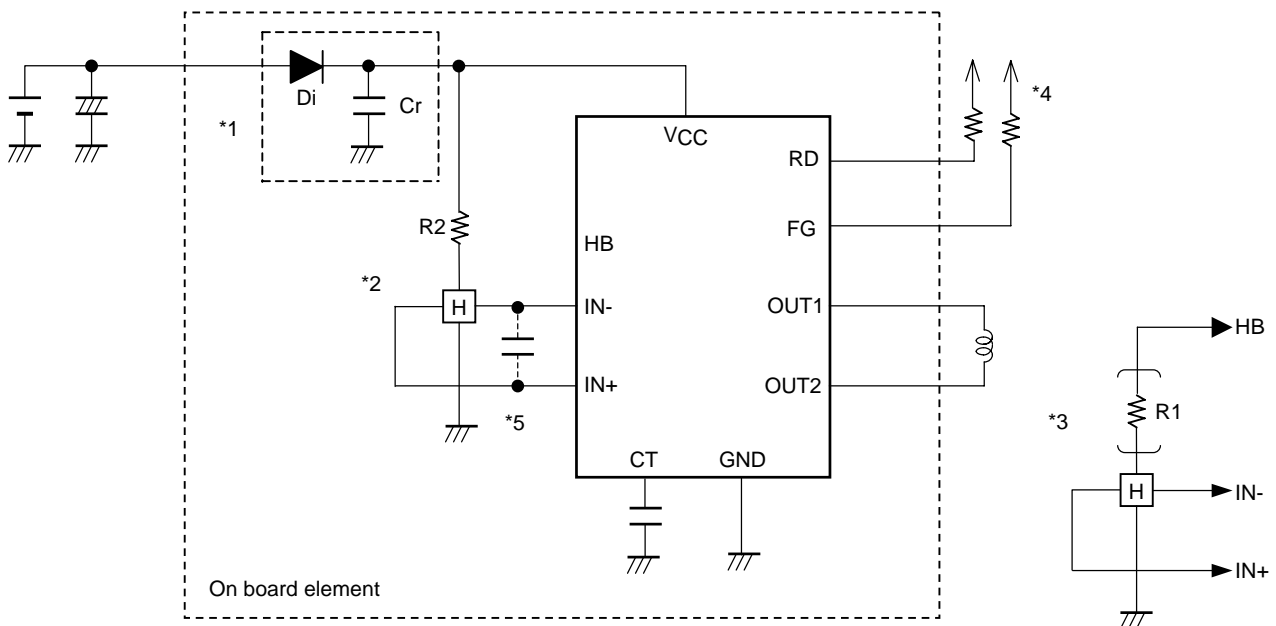 *1
Di
Cr
*4
VCC
RD
R2
FG
HB
*2
H
IN-
OUT1
IN+
OUT2
*5
CT
GND
On board element
HB
*3
R1
H
IN-
IN+